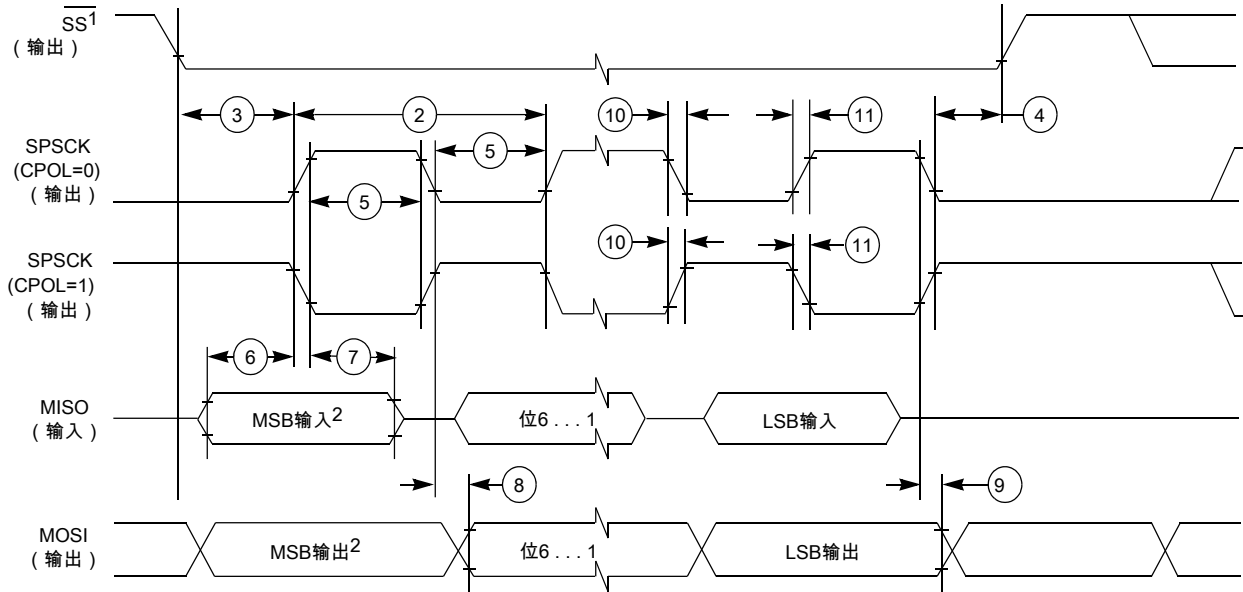 SS1
(输出)
3
2
10
11
4
SPSCK
(CPOL=0)
(输出)
5
5
10
11
SPSCK
(CPOL=1)
(输出)
6
7
MISO
(输入)
MSB输入2
位6 . . . 1
LSB输入
8
9
MOSI
(输出)
MSB输出2
位6 . . . 1
LSB输出